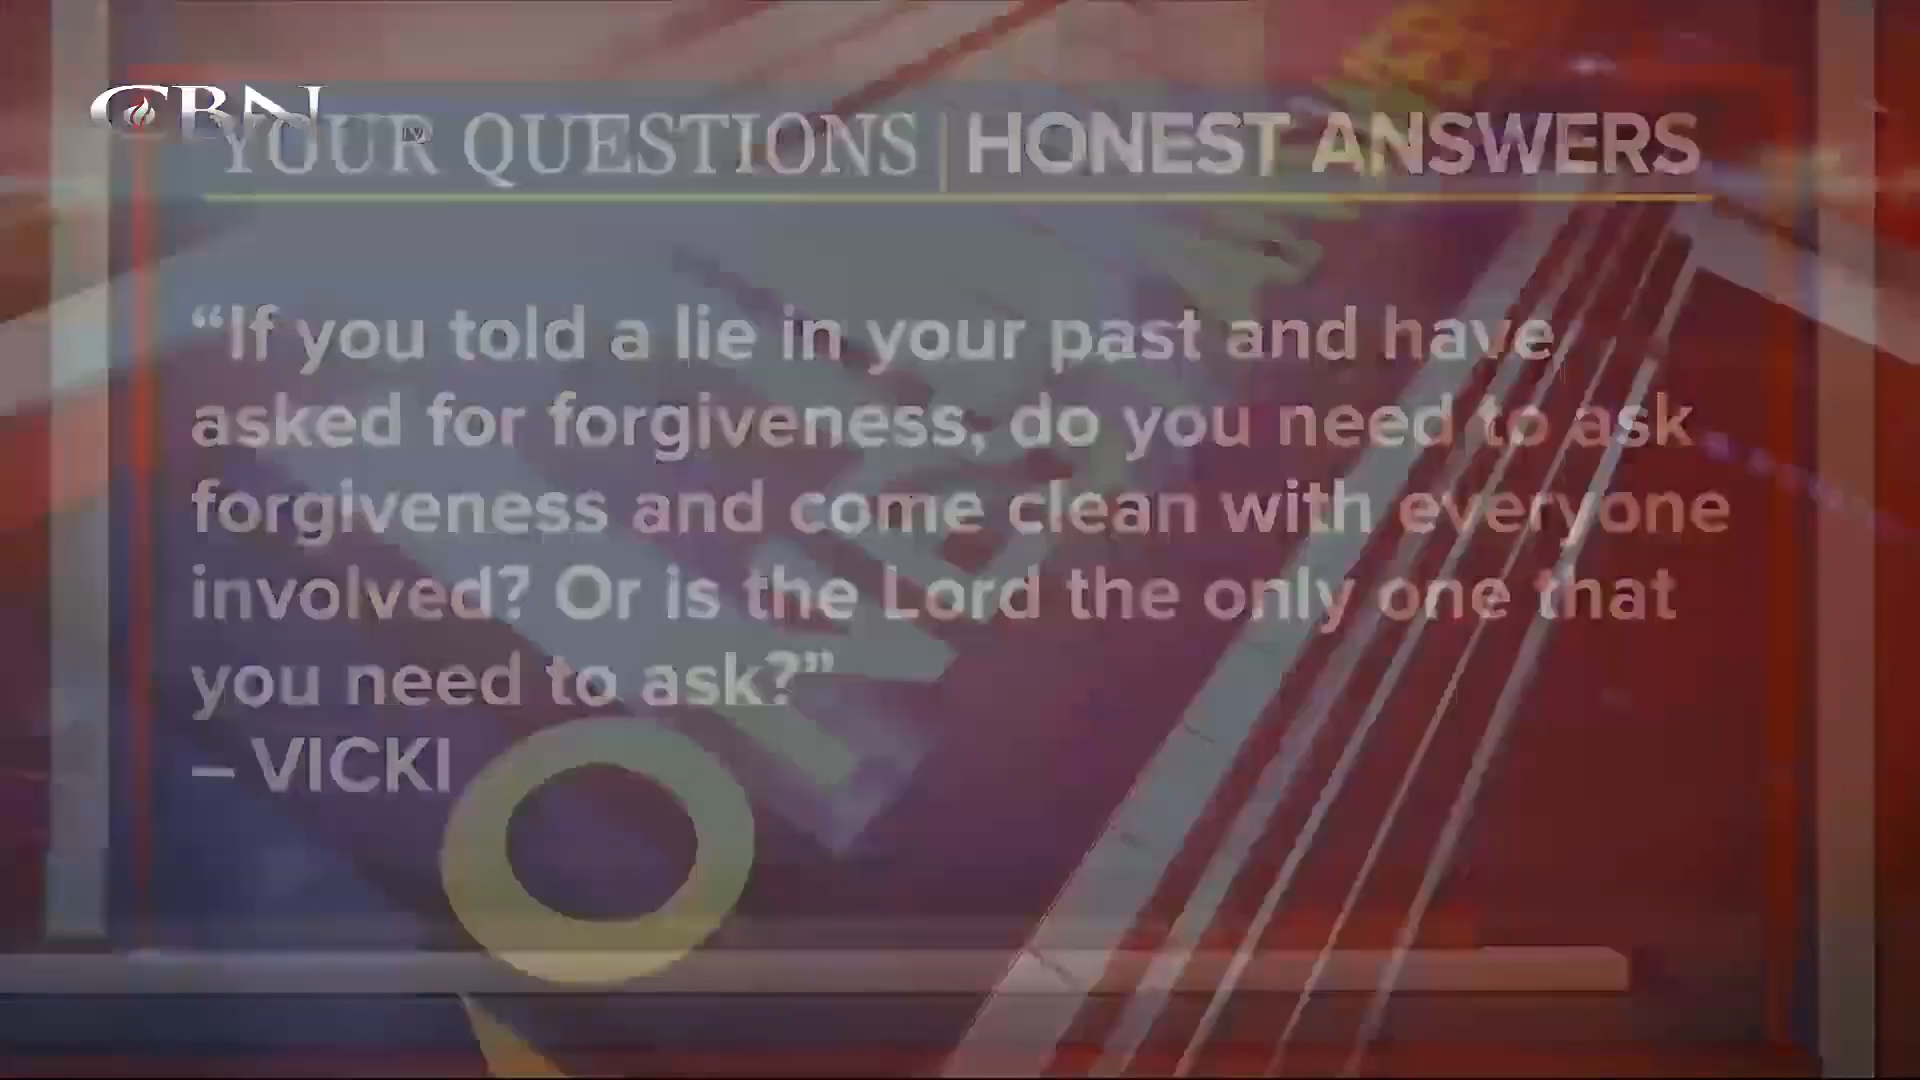 CBN
YOUR QUESTIONS | HONEST ANSWERS
“If you told a lie in your past and have
asked for forgiveness, do you need to ask
forgiveness and come clean with everyone
involved? Or is the Lord the only one that
you need to ask?”
– VICKI